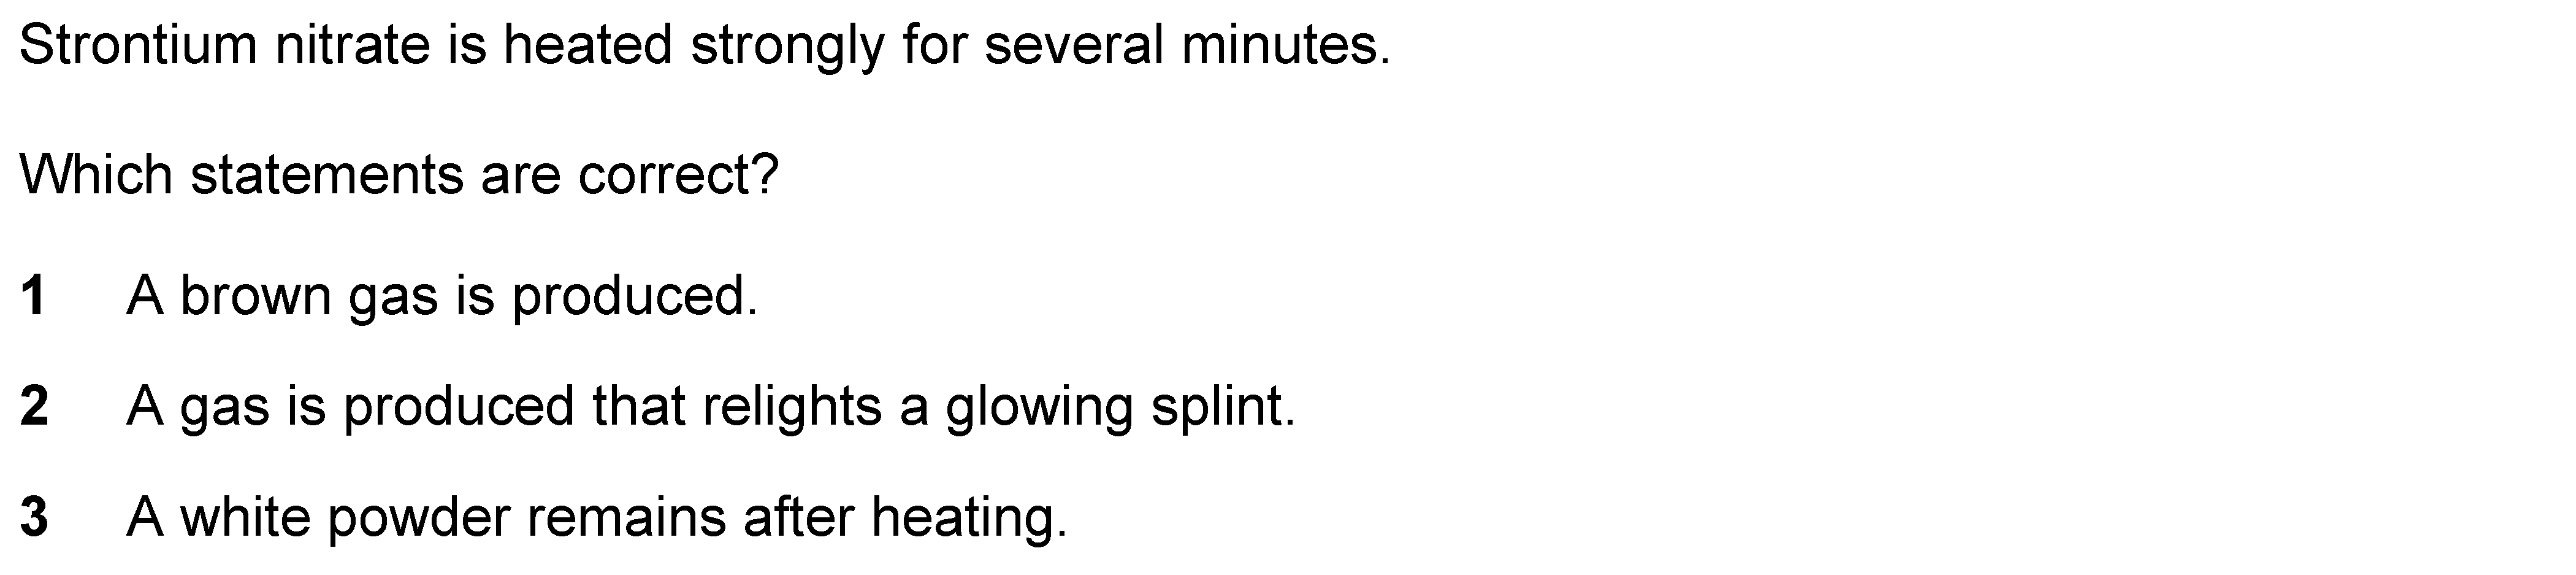 Strontium nitrate is heated strongly for several minutes.
Which statements are correct?
1 A brown gas is produced.
2 A gas is produced that relights a glowing splint.
3 A white powder remains after heating.